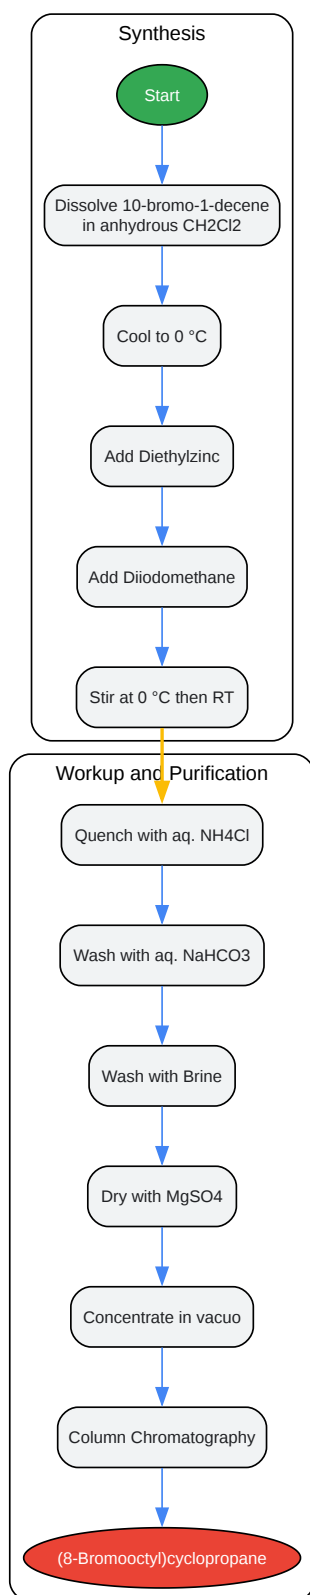 Synthesis
Start
Dissolve 10-bromo-1-decene
in anhydrous CH2Cl2
Cool to 0 °C
Add Diethylzinc
Add Diiodomethane
Stir at 0 °C then RT
Workup and Purification
Quench with aq. NH4Cl
Wash with aq. NaHCO3
Wash with Brine
Dry with MgSO4
Concentrate in vacuo
Column Chromatography
(8-Bromooctyl)cyclopropane